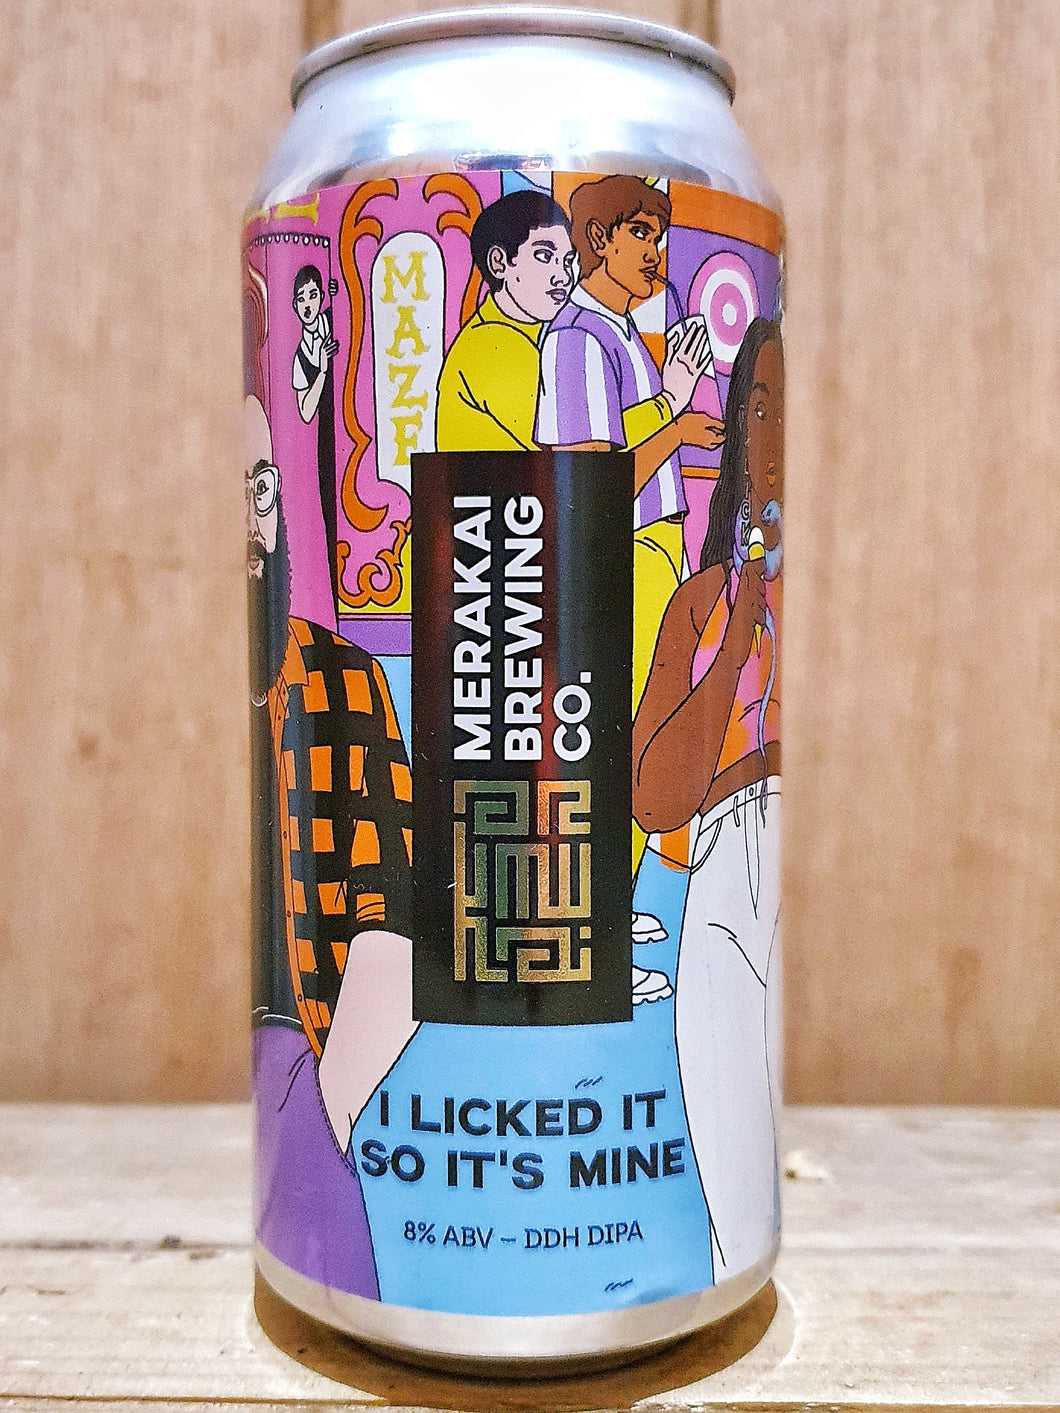 MAZE
MERAKAI
BREWING
CO.
I LICKED IT
SO IT'S MINE
8% ABV – DDH DIPA